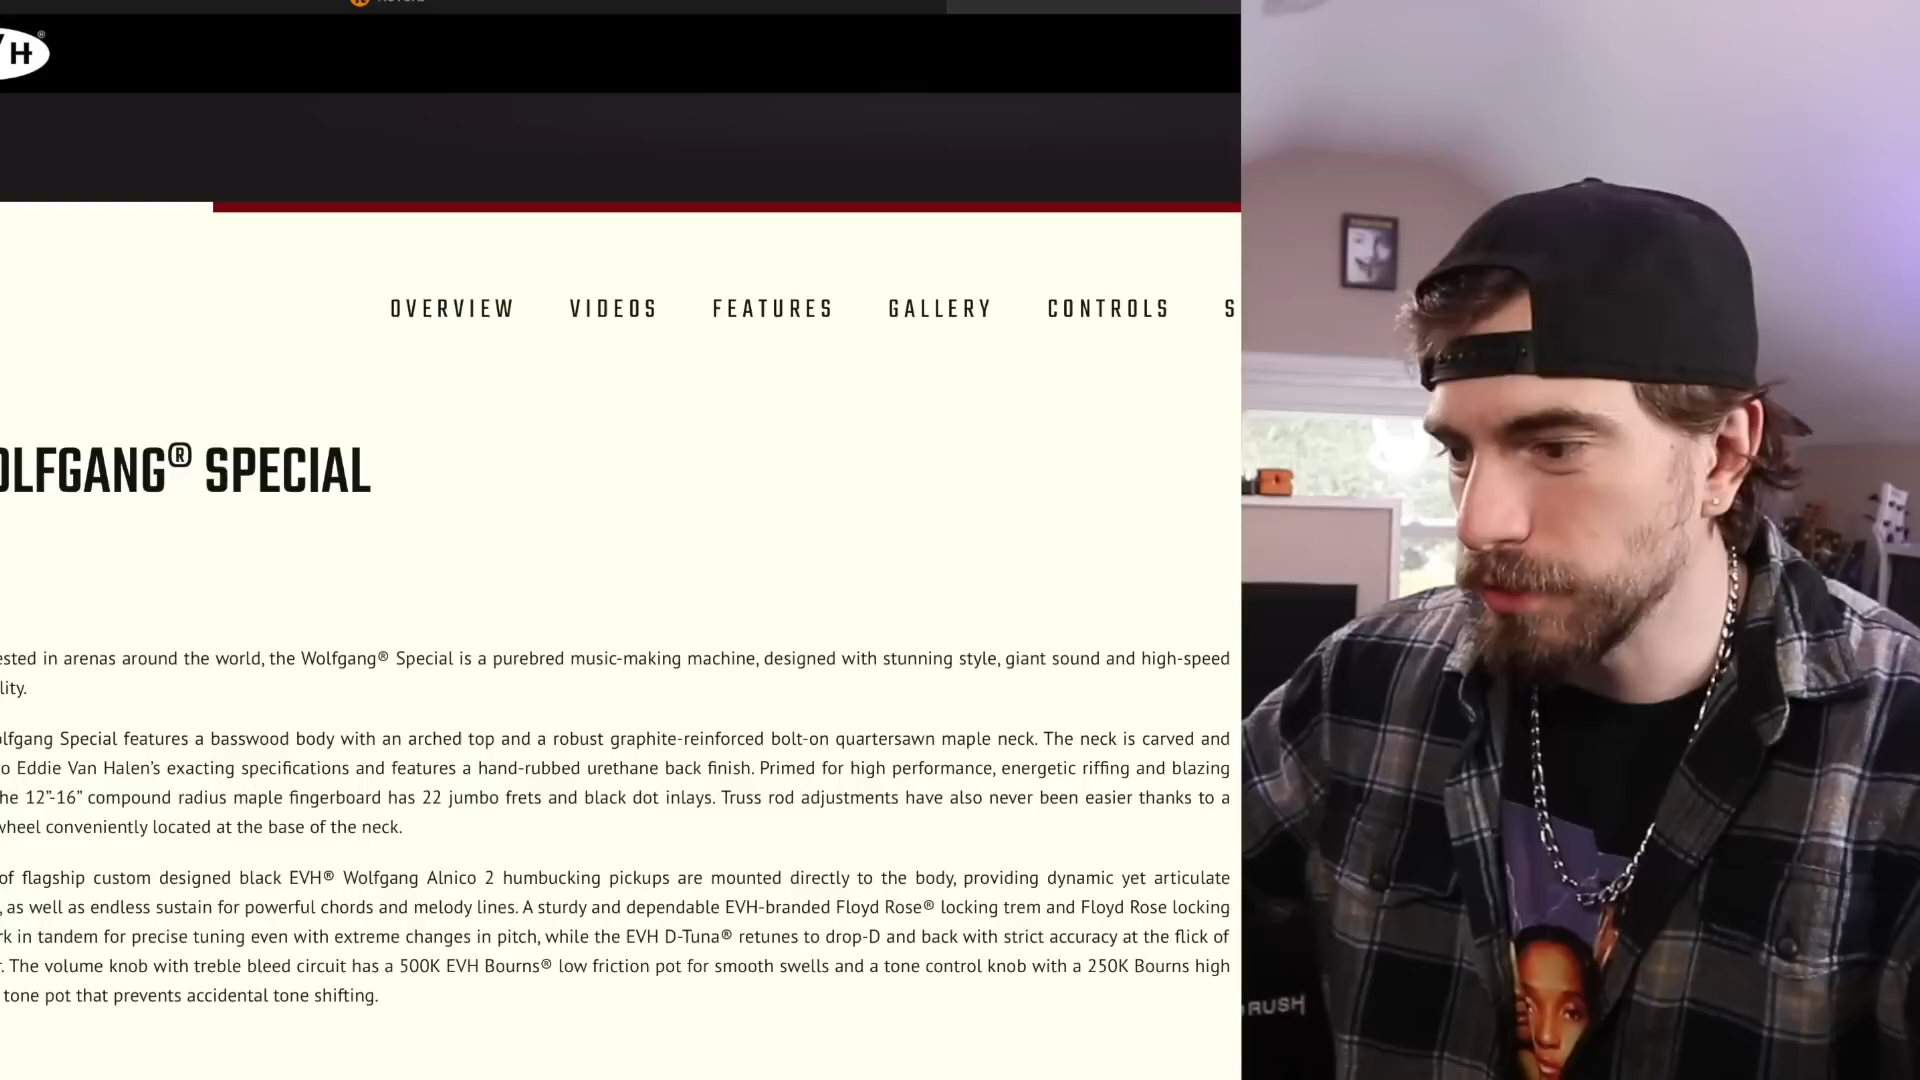 H®
OVERVIEW VIDEOS FEATURES GALLERY CONTROLS S
OLFGANG® SPECIAL
ested in arenas around the world, the Wolfgang® Special is a purebred music-making machine, designed with stunning style, giant sound and high-speed
lity.
olfgang Special features a basswood body with an arched top and a robust graphite-reinforced bolt-on quartersawn maple neck. The neck is carved and
o Eddie Van Halen’s exacting specifications and features a hand-rubbed urethane back finish. Primed for high performance, energetic riffing and blazing
he 12”-16” compound radius maple fingerboard has 22 jumbo frets and black dot inlays. Truss rod adjustments have also never been easier thanks to a
wheel conveniently located at the base of the neck.
of flagship custom designed black EVH® Wolfgang Alnico 2 humbucking pickups are mounted directly to the body, providing dynamic yet articulate
, as well as endless sustain for powerful chords and melody lines. A sturdy and dependable EVH-branded Floyd Rose® locking trem and Floyd Rose locking
rk in tandem for precise tuning even with extreme changes in pitch, while the EVH D-Tuna® retunes to drop-D and back with strict accuracy at the flick of
r. The volume knob with treble bleed circuit has a 500K EVH Bourns® low friction pot for smooth swells and a tone control knob with a 250K Bourns high
tone pot that prevents accidental tone shifting.
RUSH